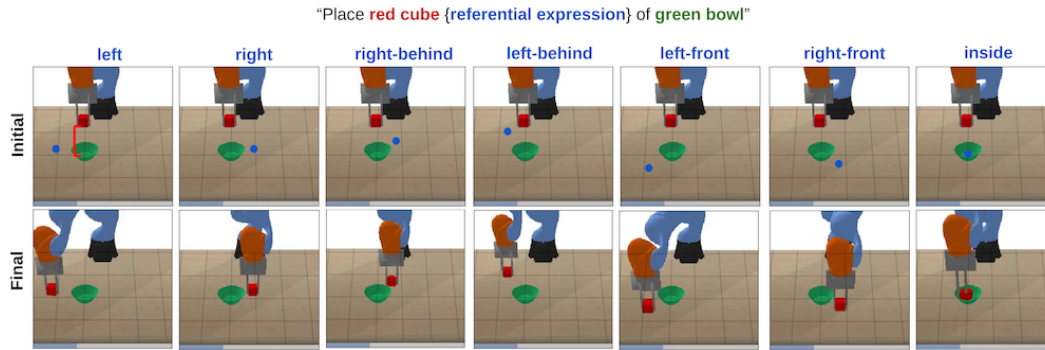 “Place red cube {referential expression} of green bowl”
left right right-behind left-behind left-front right-front inside
Initial
Final